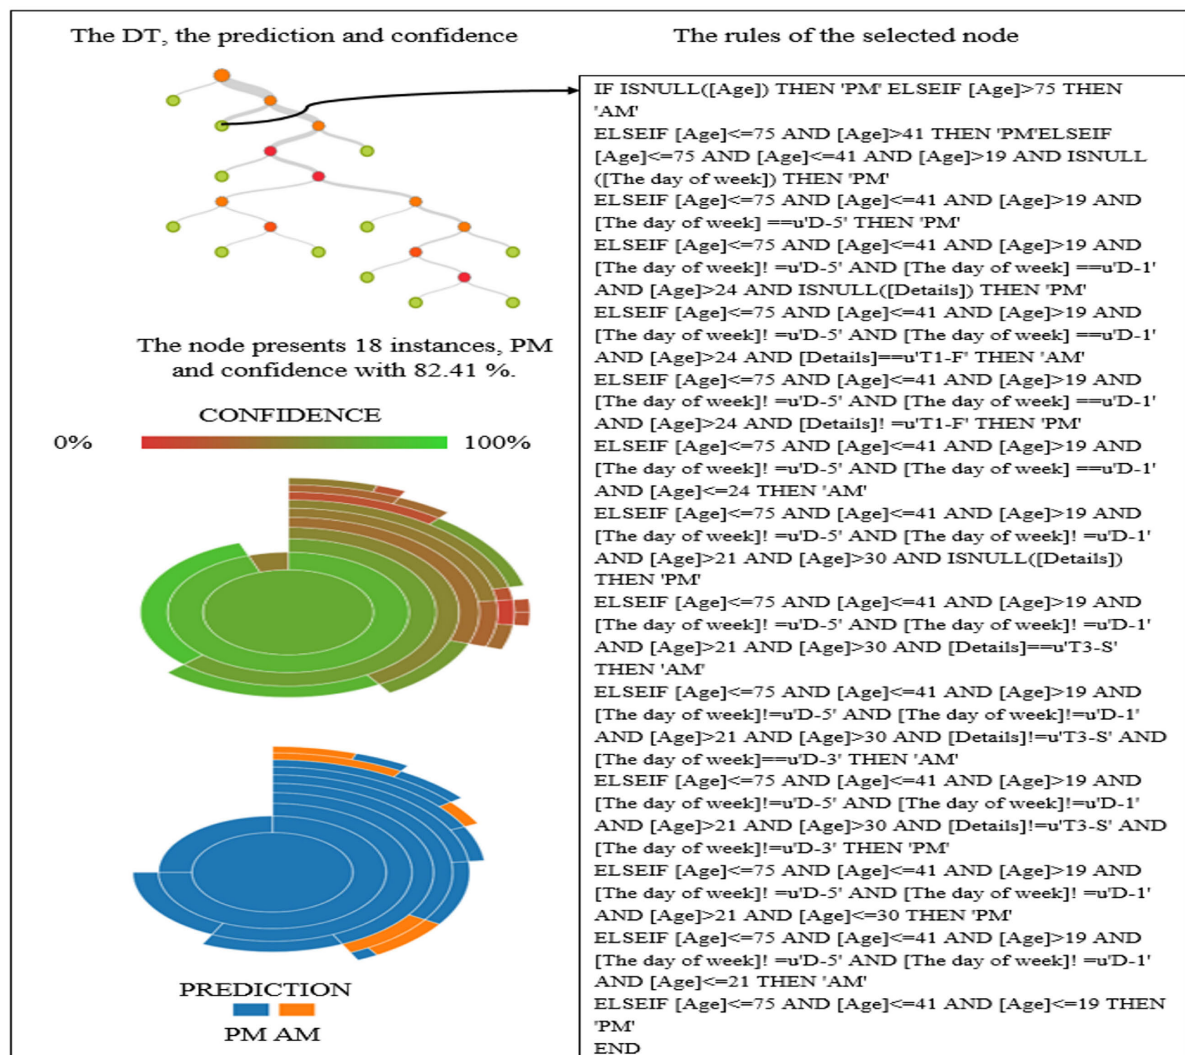 The DT, the prediction and confidence
The rules of the selected node
The node presents 18 instances, PM
and confidence with 82.41 %.
CONFIDENCE
0%
100%
PREDICTION
PM AM
IF ISNULL([Age]) THEN 'PM' ELSEIF [Age]>75 THEN
'AM'
ELSEIF [Age]<=75 AND [Age]>41 THEN 'PM'ELSEIF
[Age]<=75 AND [Age]<=41 AND [Age]>19 AND ISNULL
([The day of week]) THEN 'PM'
ELSEIF [Age]<=75 AND [Age]<=41 AND [Age]>19 AND
[The day of week] ==u'D-5' THEN 'PM'
ELSEIF [Age]<=75 AND [Age]<=41 AND [Age]>19 AND
[The day of week]! =u'D-5' AND [The day of week] ==u'D-1'
AND [Age]>24 AND ISNULL([Details]) THEN 'PM'
ELSEIF [Age]<=75 AND [Age]<=41 AND [Age]>19 AND
[The day of week]! =u'D-5' AND [The day of week] ==u'D-1'
AND [Age]>24 AND [Details]==u'T1-F' THEN 'AM'
ELSEIF [Age]<=75 AND [Age]<=41 AND [Age]>19 AND
[The day of week]! =u'D-5' AND [The day of week] ==u'D-1'
AND [Age]>24 AND [Details]! =u'T1-F' THEN 'PM'
ELSEIF [Age]<=75 AND [Age]<=41 AND [Age]>19 AND
[The day of week]! =u'D-5' AND [The day of week] ==u'D-1'
AND [Age]<=24 THEN 'AM'
ELSEIF [Age]<=75 AND [Age]<=41 AND [Age]>19 AND
[The day of week]! =u'D-5' AND [The day of week]! =u'D-1'
AND [Age]>21 AND [Age]>30 AND ISNULL([Details])
THEN 'PM'
ELSEIF [Age]<=75 AND [Age]<=41 AND [Age]>19 AND
[The day of week]! =u'D-5' AND [The day of week]! =u'D-1'
AND [Age]>21 AND [Age]>30 AND [Details]==u'T3-S'
THEN 'AM'
ELSEIF [Age]<=75 AND [Age]<=41 AND [Age]>19 AND
[The day of week]!=u'D-5' AND [The day of week]!=u'D-1'
AND [Age]>21 AND [Age]>30 AND [Details]!=u'T3-S' AND
[The day of week]==u'D-3' THEN 'AM'
ELSEIF [Age]<=75 AND [Age]<=41 AND [Age]>19 AND
[The day of week]!=u'D-5' AND [The day of week]!=u'D-1'
AND [Age]>21 AND [Age]>30 AND [Details]!=u'T3-S' AND
[The day of week]!=u'D-3' THEN 'PM'
ELSEIF [Age]<=75 AND [Age]<=41 AND [Age]>19 AND
[The day of week]! =u'D-5' AND [The day of week]! =u'D-1'
AND [Age]>21 AND [Age]<=30 THEN 'PM'
ELSEIF [Age]<=75 AND [Age]<=41 AND [Age]>19 AND
[The day of week]! =u'D-5' AND [The day of week]! =u'D-1'
AND [Age]<=21 THEN 'AM'
ELSEIF [Age]<=75 AND [Age]<=41 AND [Age]<=19 THEN
'PM'
END